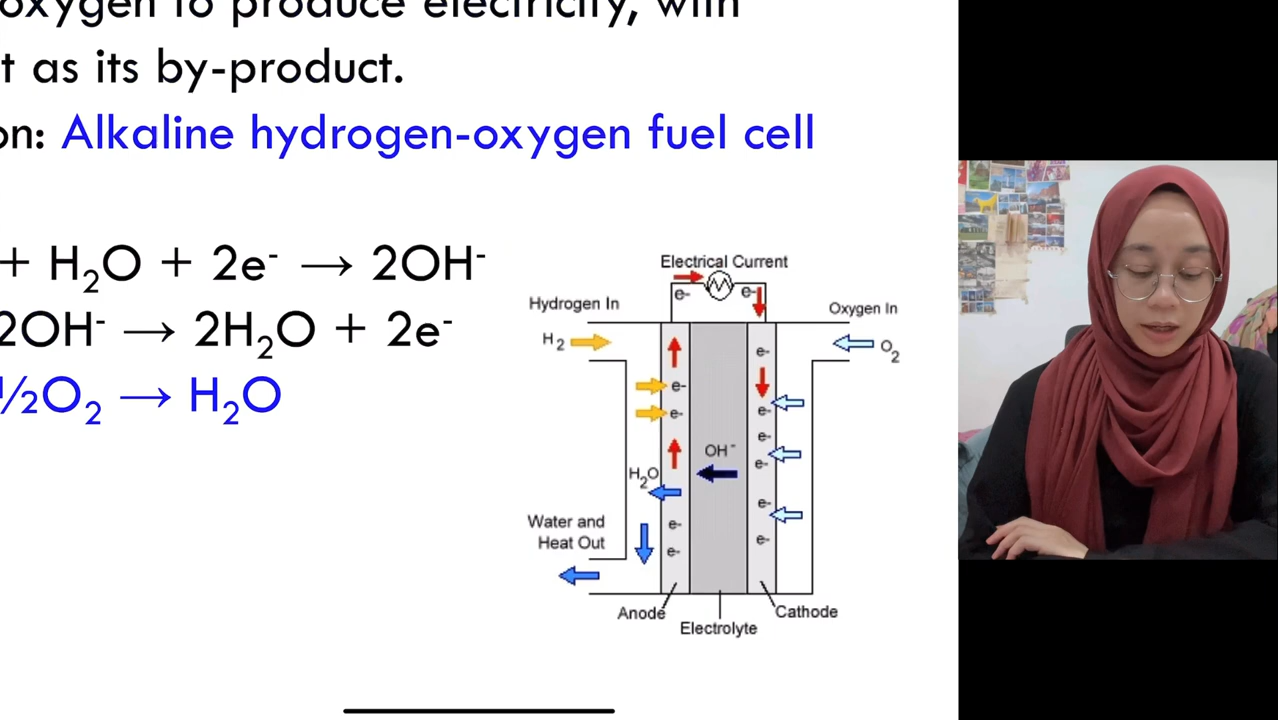 oxygen to produce electricity, with
t as its by-product.
on: Alkaline hydrogen-oxygen fuel cell
+ H₂O + 2e⁻ → 2OH⁻
2OH⁻ → 2H₂O + 2e⁻
½O₂ → H₂O
Electrical Current
e-
e-
Hydrogen In
Oxygen In
H₂
O₂
e-
e-
e-
e-
e-
OH⁻
e-
H₂O
e-
Water and
Heat Out
e-
e-
e-
Anode
Cathode
Electrolyte